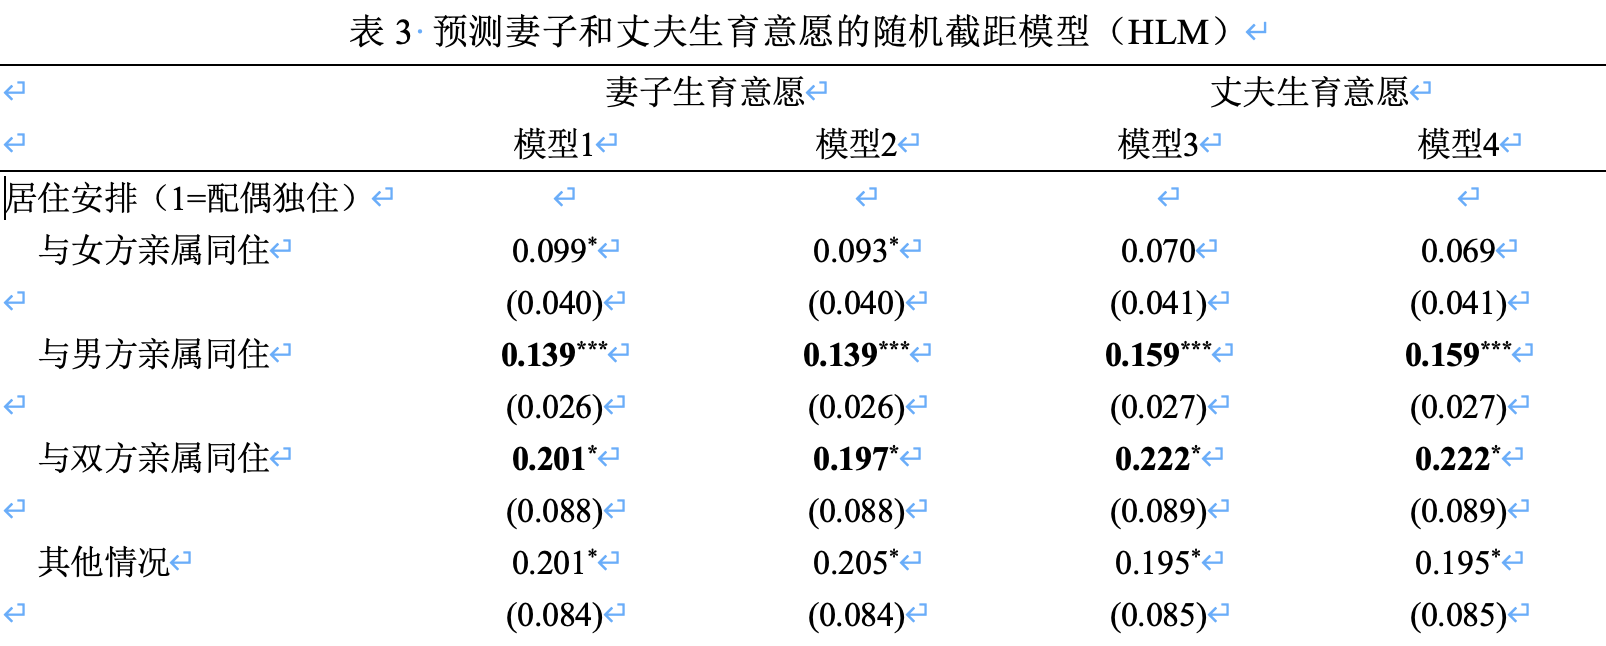 表 3 预测妻子和丈夫生育意愿的随机截距模型（HLM）
妻子生育意愿 丈夫生育意愿
模型1 模型2 模型3 模型4
居住安排（1=配偶独住）
与女方亲属同住 0.099* 0.093* 0.070 0.069
(0.040) (0.040) (0.041) (0.041)
与男方亲属同住 0.139*** 0.139*** 0.159*** 0.159***
(0.026) (0.026) (0.027) (0.027)
与双方亲属同住 0.201* 0.197* 0.222* 0.222*
(0.088) (0.088) (0.089) (0.089)
其他情况 0.201* 0.205* 0.195* 0.195*
(0.084) (0.084) (0.085) (0.085)